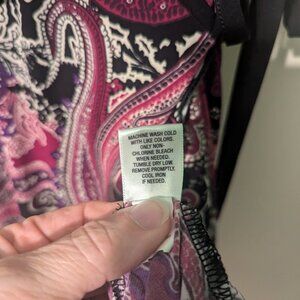 MACHINE WASH COLD
WITH LIKE COLORS.
ONLY NON-
CHLORINE BLEACH
WHEN NEEDED.
TUMBLE DRY LOW.
REMOVE PROMPTLY.
COOL IRON
IF NEEDED.